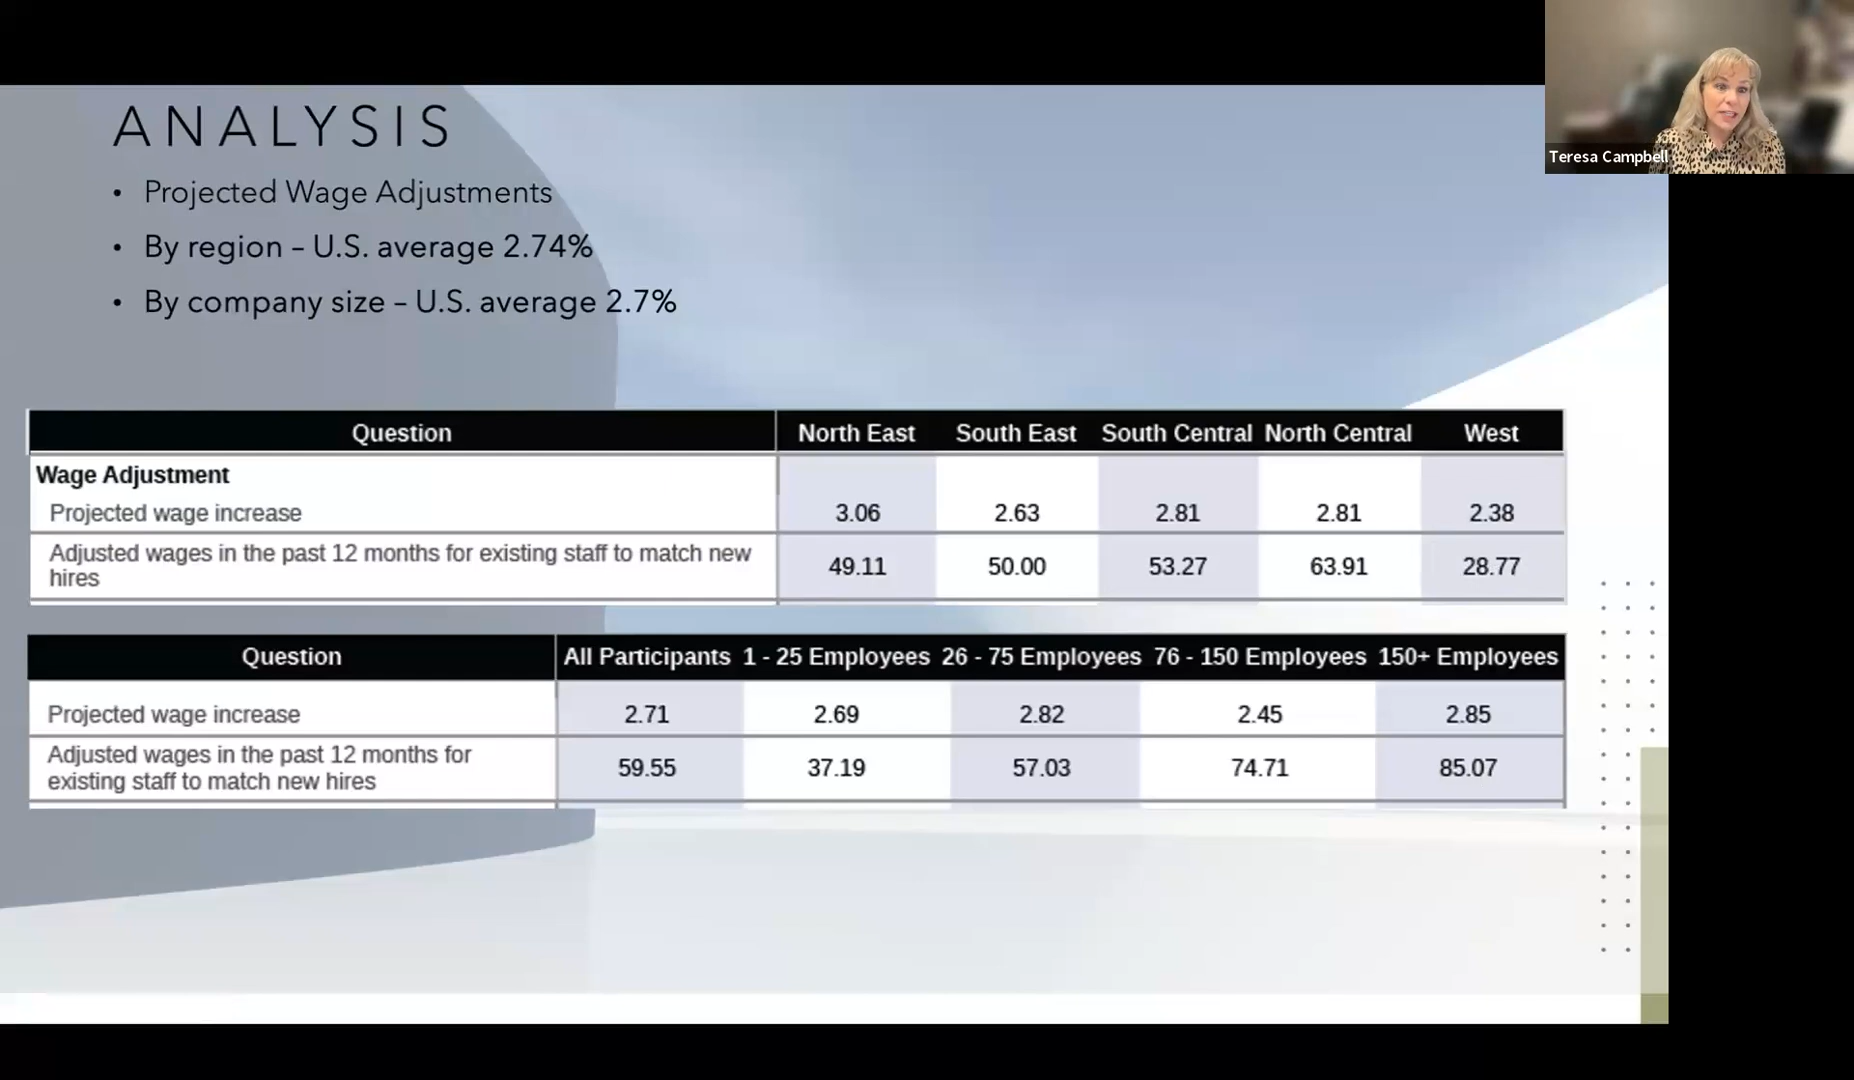 Teresa Campbell
ANALYSIS
• Projected Wage Adjustments
• By region – U.S. average 2.74%
• By company size – U.S. average 2.7%
Question North East South East South Central North Central West
Wage Adjustment
Projected wage increase 3.06 2.63 2.81 2.81 2.38
Adjusted wages in the past 12 months for existing staff to match new
hires 49.11 50.00 53.27 63.91 28.77
Question All Participants 1 - 25 Employees 26 - 75 Employees 76 - 150 Employees 150+ Employees
Projected wage increase 2.71 2.69 2.82 2.45 2.85
Adjusted wages in the past 12 months for
existing staff to match new hires 59.55 37.19 57.03 74.71 85.07